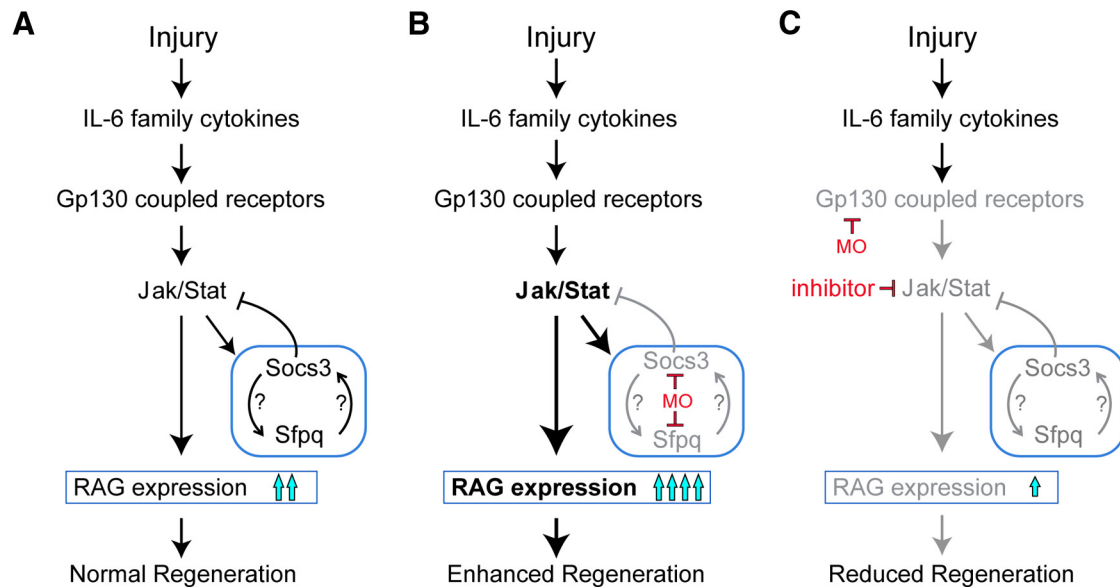 A
Injury
IL-6 family cytokines
Gp130 coupled receptors
Jak/Stat
Socs3
? ?
Sfpq
RAG expression
Normal Regeneration
B
Injury
IL-6 family cytokines
Gp130 coupled receptors
Jak/Stat
Socs3
? MO ?
Sfpq
RAG expression
Enhanced Regeneration
C
Injury
IL-6 family cytokines
Gp130 coupled receptors
MO
inhibitor Jak/Stat
Socs3
? ?
Sfpq
RAG expression
Reduced Regeneration